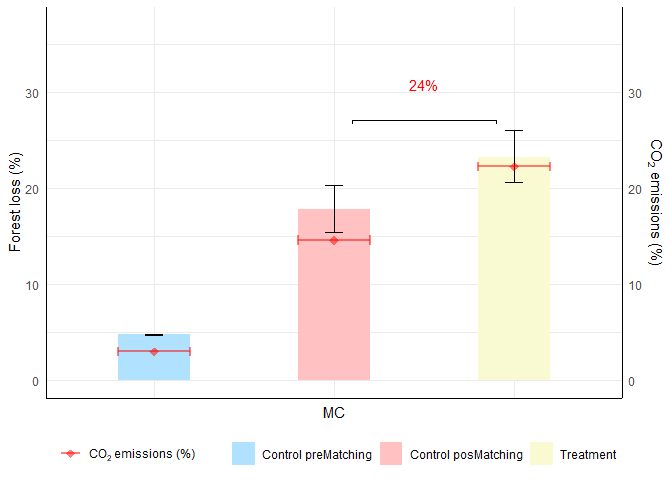 24%
30
20
10
0
Forest loss (%)
30
20
10
0
CO₂ emissions (%)
MC
CO₂ emissions (%)
Control preMatching
Control posMatching
Treatment